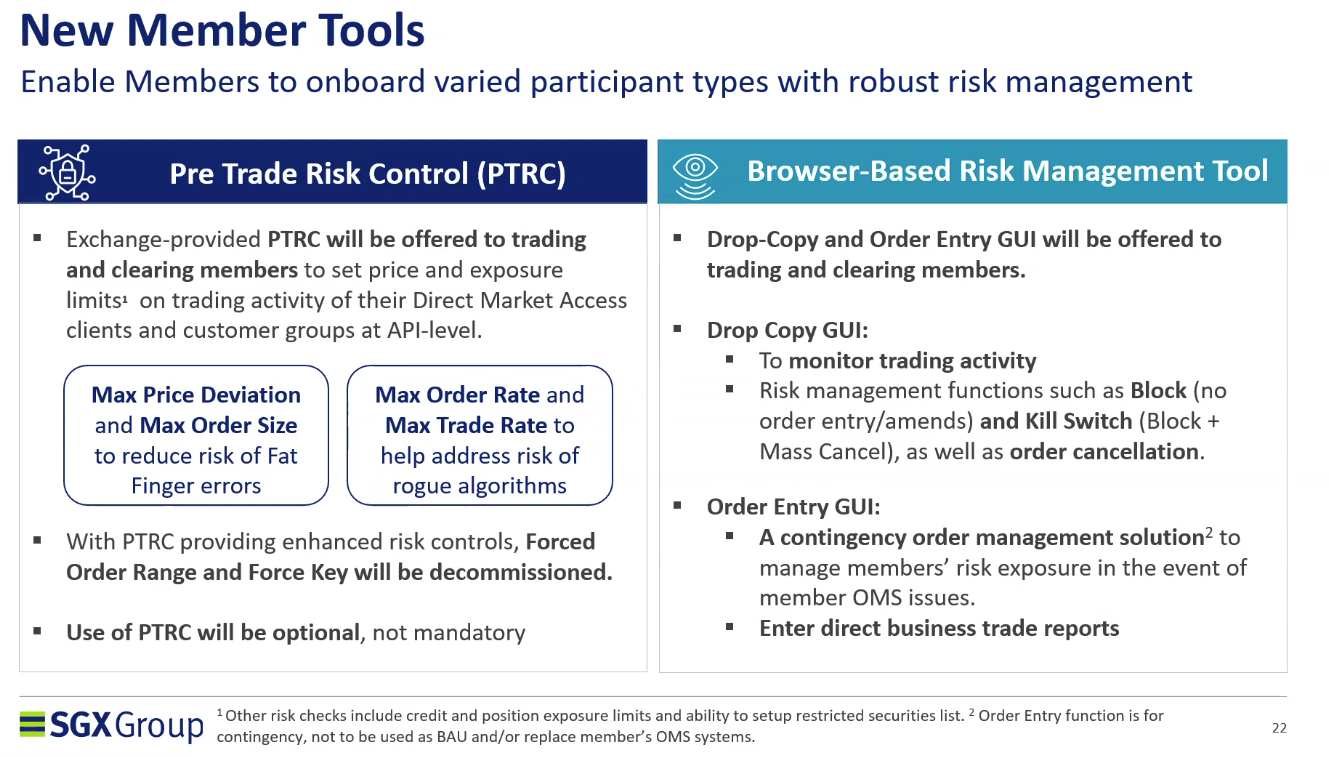 New Member Tools
Enable Members to onboard varied participant types with robust risk management
Pre Trade Risk Control (PTRC)
▪ Exchange-provided PTRC will be offered to trading
and clearing members to set price and exposure
limits¹ on trading activity of their Direct Market Access
clients and customer groups at API-level.
Max Price Deviation
and Max Order Size
to reduce risk of Fat
Finger errors
Max Order Rate and
Max Trade Rate to
help address risk of
rogue algorithms
▪ With PTRC providing enhanced risk controls, Forced
Order Range and Force Key will be decommissioned.
▪ Use of PTRC will be optional, not mandatory
Browser-Based Risk Management Tool
▪ Drop-Copy and Order Entry GUI will be offered to
trading and clearing members.
▪ Drop Copy GUI:
▪ To monitor trading activity
▪ Risk management functions such as Block (no
order entry/amends) and Kill Switch (Block +
Mass Cancel), as well as order cancellation.
▪ Order Entry GUI:
▪ A contingency order management solution² to
manage members’ risk exposure in the event of
member OMS issues.
▪ Enter direct business trade reports
SGX Group
¹ Other risk checks include credit and position exposure limits and ability to setup restricted securities list. ² Order Entry function is for
contingency, not to be used as BAU and/or replace member’s OMS systems.
22